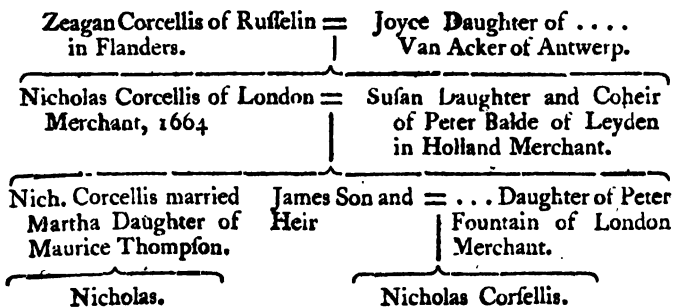 Zeagan Corcellis of Ruſſelin = Joyce Daughter of ....
in Flanders. Van Acker of Antwerp.
Nicholas Corcellis of London = Suſan Daughter and Coheir
Merchant, 1664 of Peter Balde of Leyden
in Holland Merchant.
Nich. Corcellis married James Son and = ... Daughter of Peter
Martha Daughter of Heir Fountain of London
Maurice Thompſon. Merchant.
Nicholas. Nicholas Corſellis.